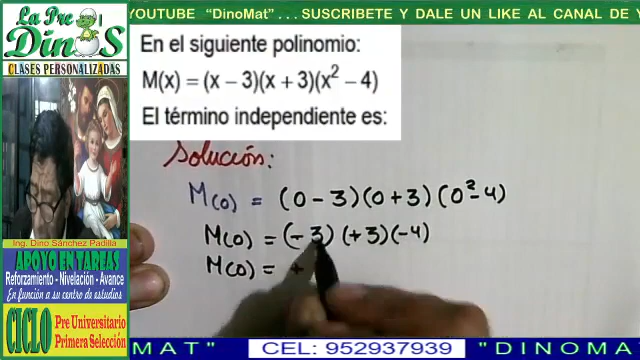 La Pre
DinoS
CLASES PERSONALIZADAS
YOUTUBE "DinoMat"... SUSCRIBETE Y DALE UN LIKE AL CANAL DE
En el siguiente polinomio:
M(x) = (x – 3)(x + 3)(x² – 4)
El término independiente es:
Solución:
M(0) = (0 - 3)(0 + 3)(0² - 4)
M(0) = (- 3)(+3)(-4)
M(0) = +
Ing. Dino Sánchez Padilla
APOYO EN TAREAS
Reforzamiento - Nivelación - Avance
En función a su centro de estudios
CICLO Pre Universitario
Primera Selección
MAT" CEL: 952937939 "DINOMA